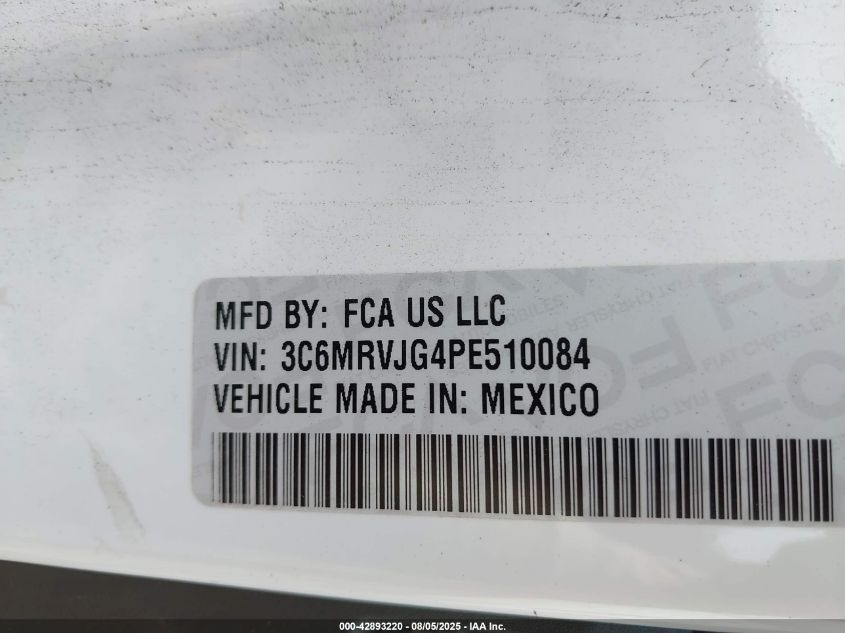 MFD BY: FCA US LLC
VIN: 3C6MRVJG4PE510084
VEHICLE MADE IN: MEXICO
000-42893220 - 08/05/2025 - IAA Inc.